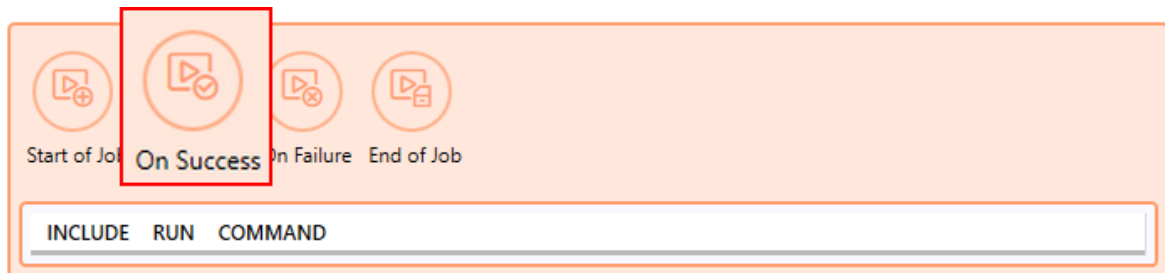 Start of Job On Success On Failure End of Job
INCLUDE RUN COMMAND